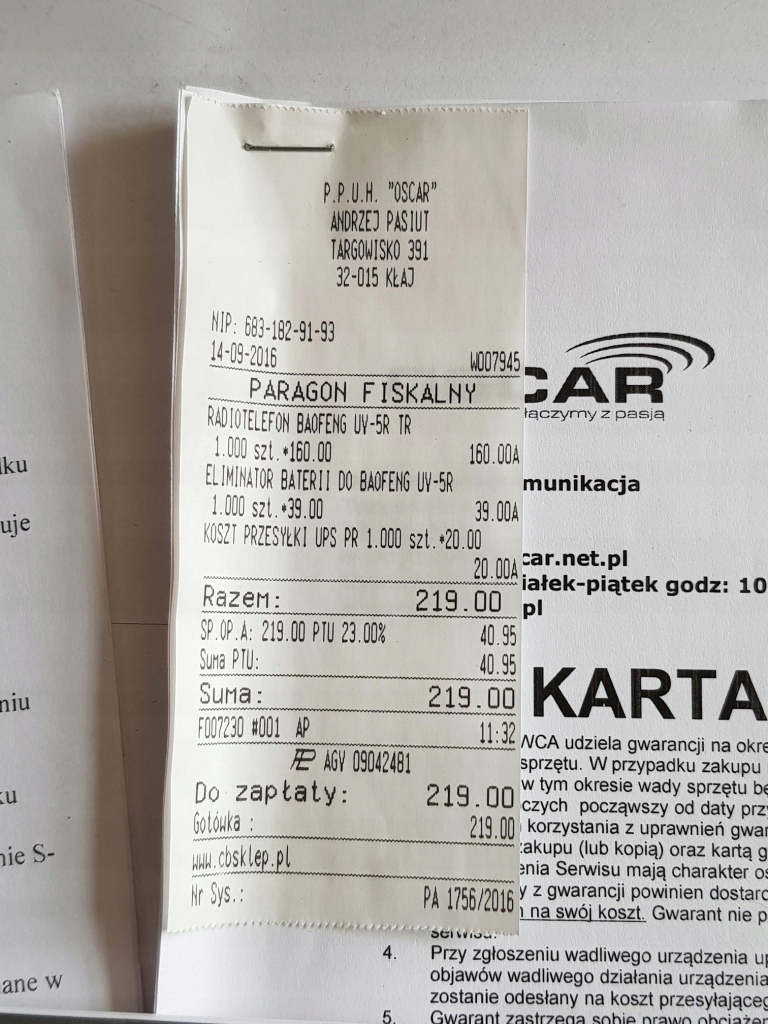 P.P.U.H. "OSCAR"
ANDRZEJ PASIUT
TARGOWISKO 391
32-015 KŁAJ
NIP: 683-182-91-93
14-09-2016 W007945
PARAGON FISKALNY
RADIOTELEFON BAOFENG UV-5R TR
1.000 szt.*160.00 160.00A
ELIMINATOR BATERII DO BAOFENG UV-5R
1.000 szt.*39.00 39.00A
KOSZT PRZESYŁKI UPS PR 1.000 szt.*20.00
20.00A
Razem: 219.00
SP.OP.A: 219.00 PTU 23.00% 40.95
Suma PTU: 40.95
Suma: 219.00
F007230 #001 AP 11:32
AGV 09042481
Do zapłaty: 219.00
Gotówka : 219.00
www.cbsklep.pl
Nr Sys.: PA 1756/2016
CAR
łączymy z pasją
munikacja
car.net.pl
iałek-piątek godz: 10
pl
KARTA
WCA udziela gwarancji na okre
sprzętu. W przypadku zakupu
w tym okresie wady sprzętu bę
czych począwszy od daty przy
korzystania z uprawnień gwar
zakupu (lub kopią) oraz kartą g
enia Serwisu mają charakter os
y z gwarancji powinien dostarc
n na swój koszt. Gwarant nie p
serwisu.
4. Przy zgłoszeniu wadliwego urządzenia up
objawów wadliwego działania urządzenia
zostanie odesłany na koszt przesyłająceg
5. Gwarant zastrzega sobie prawo obciążen
ku
uje
niu
ku
nie S-
ane w